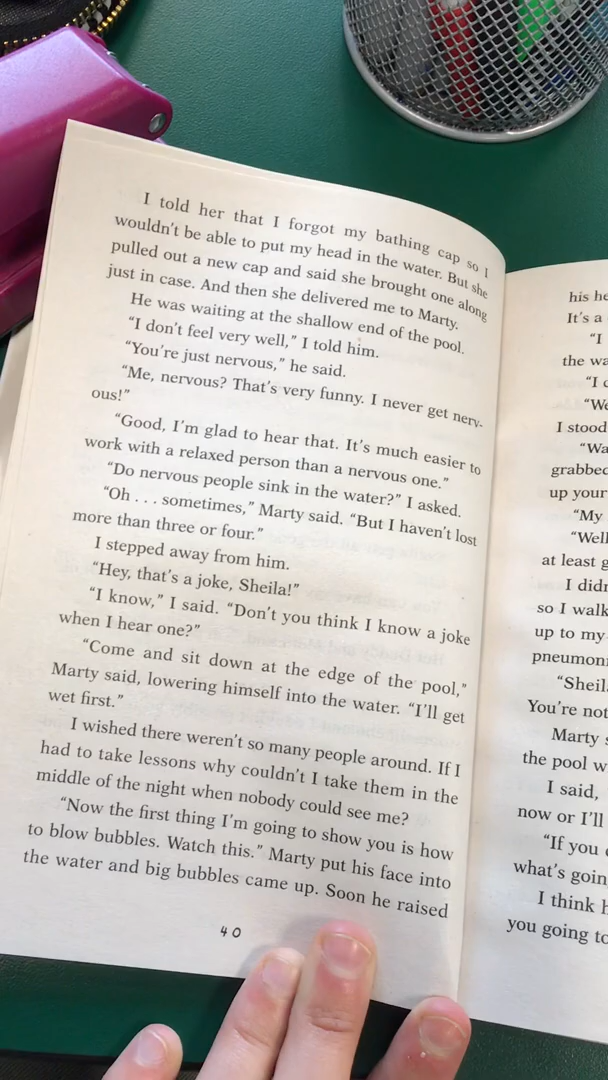 I told her that I forgot my bathing cap so I
wouldn't be able to put my head in the water. But she
pulled out a new cap and said she brought one along
just in case. And then she delivered me to Marty.
He was waiting at the shallow end of the pool.
"I don't feel very well," I told him.
"You're just nervous," he said.
"Me, nervous? That's very funny. I never get nerv-
ous!"
"Good, I'm glad to hear that. It's much easier to
work with a relaxed person than a nervous one."
"Do nervous people sink in the water?" I asked.
"Oh . . . sometimes," Marty said. "But I haven't lost
more than three or four."
I stepped away from him.
"Hey, that's a joke, Sheila!"
"I know," I said. "Don't you think I know a joke
when I hear one?"
"Come and sit down at the edge of the pool,"
Marty said, lowering himself into the water. "I'll get
wet first."
I wished there weren't so many people around. If I
had to take lessons why couldn't I take them in the
middle of the night when nobody could see me?
"Now the first thing I'm going to show you is how
to blow bubbles. Watch this." Marty put his face into
the water and big bubbles came up. Soon he raised
40
his
It's a
"I
the
"I
I stood
up your
"My
"Well
at least
I
so I walk
up to my
You're not
Marty
the pool
I said,
now or I'll
"If you
what's
I think
you going to